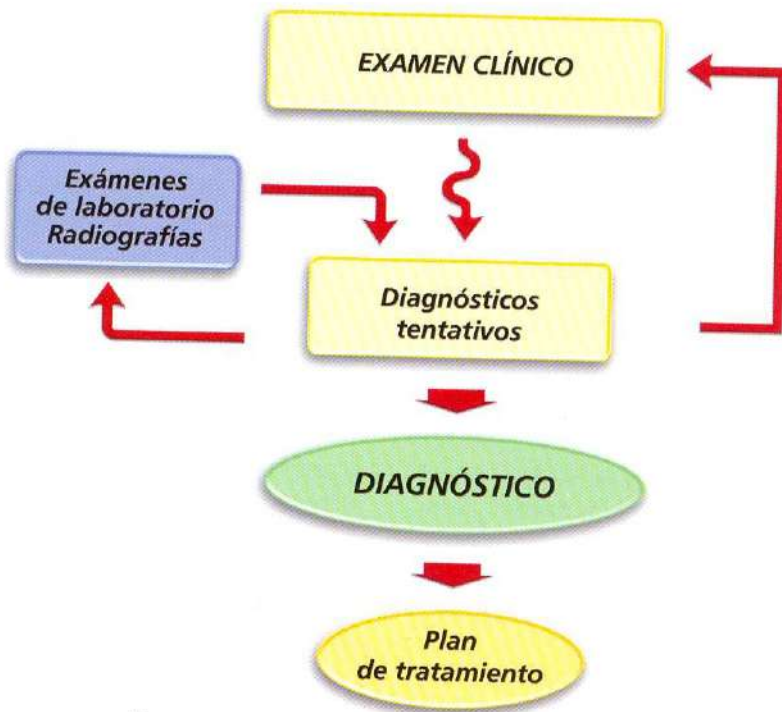 EXAMEN CLÍNICO
Exámenes
de laboratorio
Radiografías
Diagnósticos
tentativos
DIAGNÓSTICO
Plan
de tratamiento